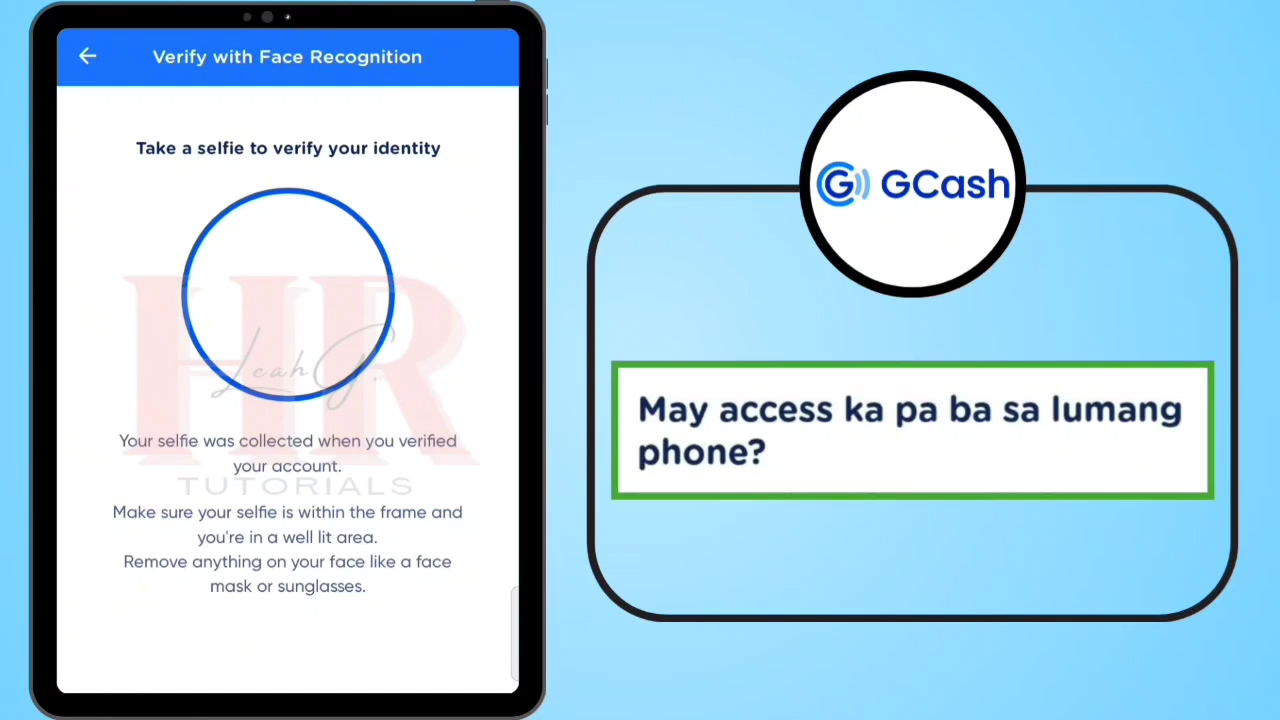 Verify with Face Recognition
Take a selfie to verify your identity
HR
Leah G.
TUTORIALS
Your selfie was collected when you verified
your account.
Make sure your selfie is within the frame and
you're in a well lit area.
Remove anything on your face like a face
mask or sunglasses.
G GCash
May access ka pa ba sa lumang
phone?